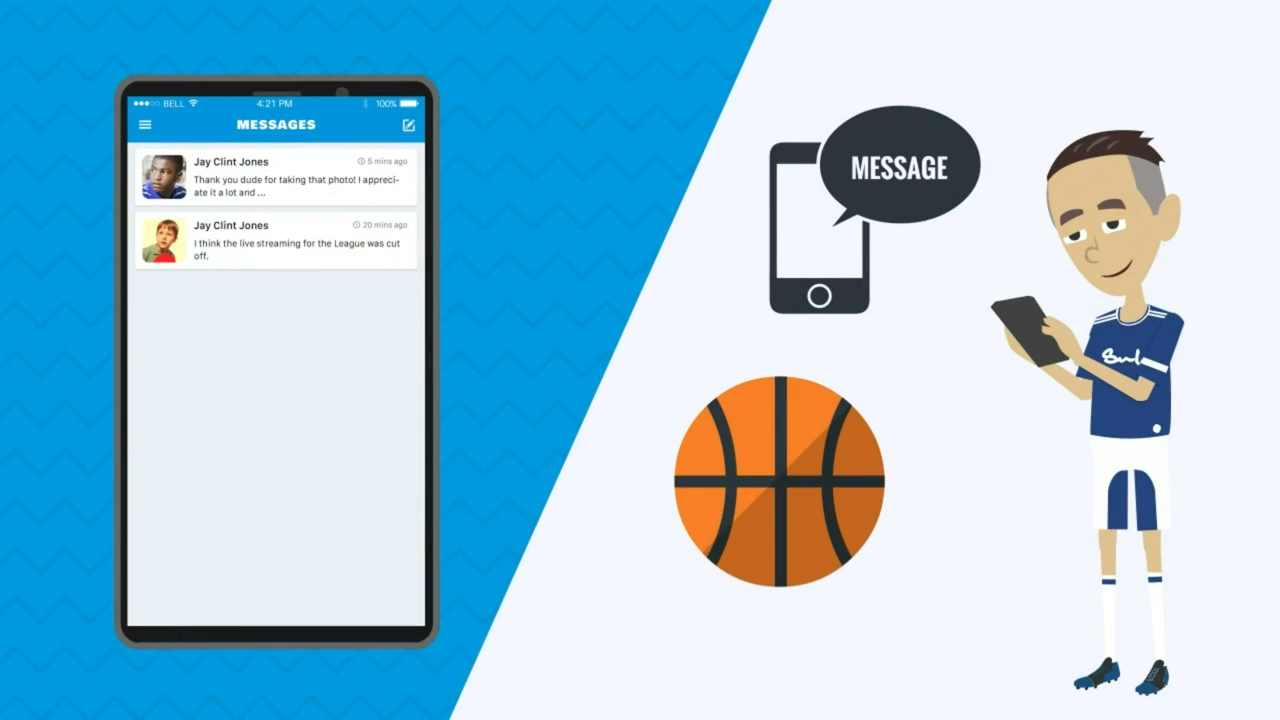 BELL 4:21 PM 100%
MESSAGES
Jay Clint Jones 5 mins ago
Thank you dude for taking that photo! I appreci-
ate it a lot and ...
Jay Clint Jones 20 mins ago
I think the live streaming for the League was cut
off.
MESSAGE